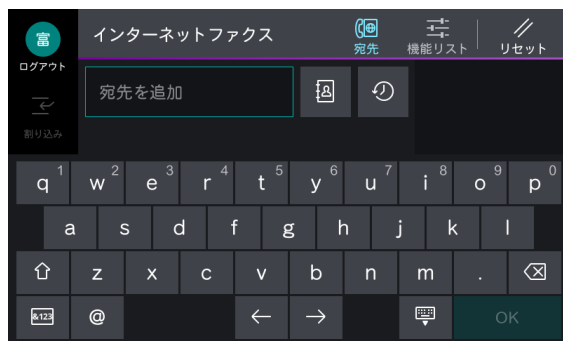 富
ログアウト
割り込み
インターネットファクス
宛先
機能リスト
リセット
宛先を追加
q 1 w 2 e 3 r 4 t 5 y 6 u 7 i 8 o 9 p 0
a s d f g h j k l
z x c v b n m .
&123 @ OK